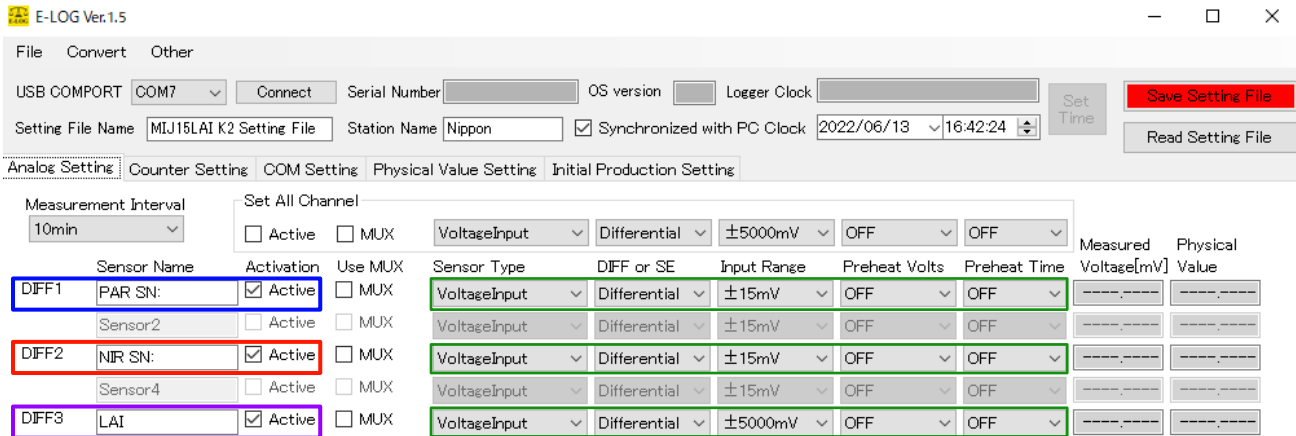 E-LOG Ver.1.5
File Convert Other
USB COMPORT COM7 Connect Serial Number OS version Logger Clock Set Time Save Setting File
Setting File Name MIJ15LAI K2 Setting File Station Name Nippon Synchronized with PC Clock 2022/06/13 16:42:24 Read Setting File
Analog Setting Counter Setting COM Setting Physical Value Setting Initial Production Setting
Measurement Interval Set All Channel
10min Active MUX VoltageInput Differential ±5000mV OFF OFF
Sensor Name Activation Use MUX Sensor Type DIFF or SE Input Range Preheat Volts Preheat Time Measured Voltage[mV] Physical Value
DIFF1 PAR SN: Active MUX VoltageInput Differential ±15mV OFF OFF ----.---- ----.----
Sensor2 Active MUX VoltageInput Differential ±15mV OFF OFF ----.---- ----.----
DIFF2 NIR SN: Active MUX VoltageInput Differential ±15mV OFF OFF ----.---- ----.----
Sensor4 Active MUX VoltageInput Differential ±15mV OFF OFF ----.---- ----.----
DIFF3 LAI Active MUX VoltageInput Differential ±5000mV OFF OFF ----.---- ----.----